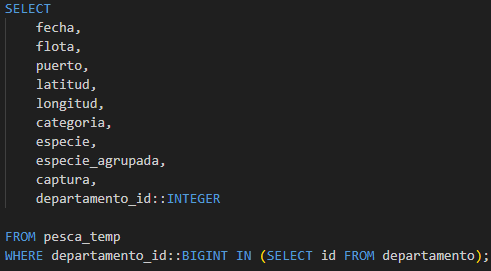 SELECT
fecha,
flota,
puerto,
latitud,
longitud,
categoria,
especie,
especie_agrupada,
captura,
departamento_id::INTEGER
FROM pesca_temp
WHERE departamento_id::BIGINT IN (SELECT id FROM departamento);